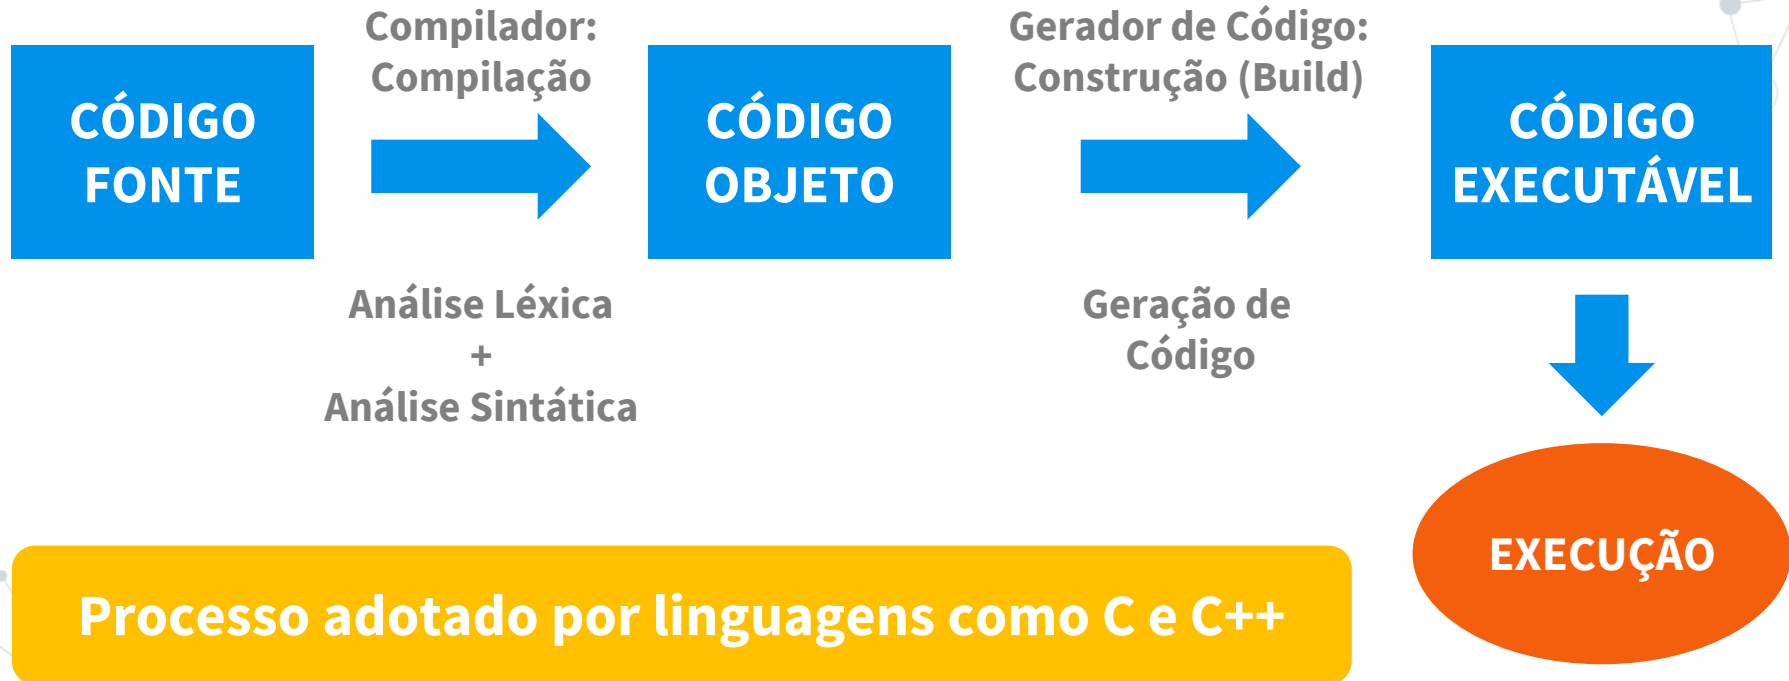 CÓDIGO
FONTE
Compilador:
Compilação
Análise Léxica
+
Análise Sintática
CÓDIGO
OBJETO
Gerador de Código:
Construção (Build)
Geração de
Código
CÓDIGO
EXECUTÁVEL
EXECUÇÃO
Processo adotado por linguagens como C e C++